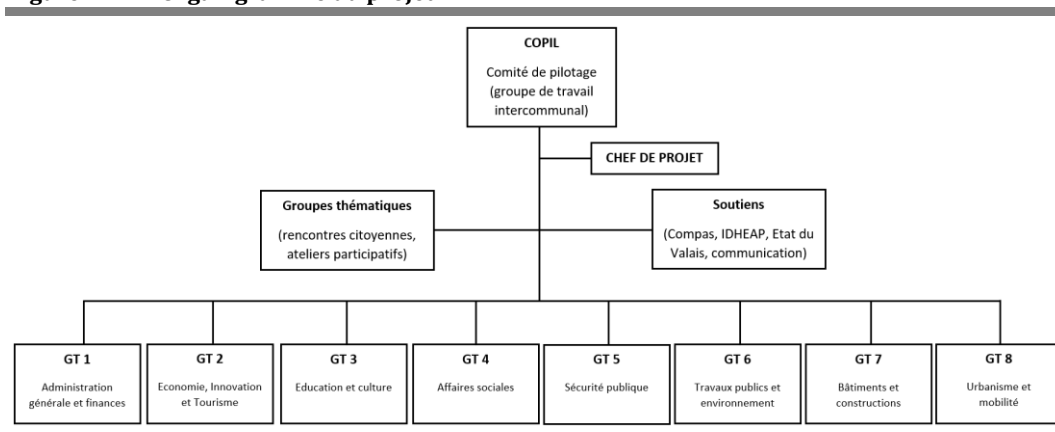 COPIL
Comité de pilotage
(groupe de travail
intercommunal)
CHEF DE PROJET
Groupes thématiques
(rencontres citoyennes,
ateliers participatifs)
Soutiens
(Compas, IDHEAP, Etat du
Valais, communication)
GT 1
Administration
générale et finances
GT 2
Economie, Innovation
et Tourisme
GT 3
Education et culture
GT 4
Affaires sociales
GT 5
Sécurité publique
GT 6
Travaux publics et
environnement
GT 7
Bâtiments et
constructions
GT 8
Urbanisme et
mobilité